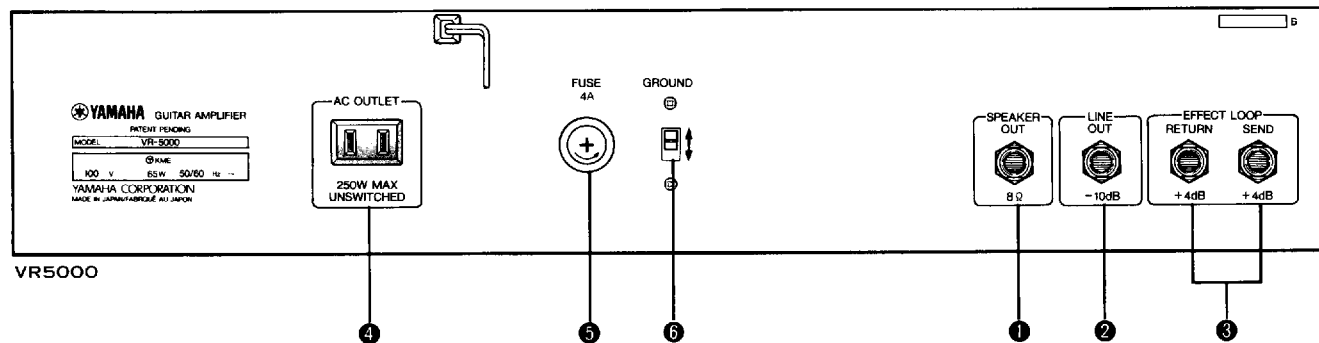 YAMAHA GUITAR AMPLIFIER
PATENT PENDING
MODEL VR-5000
KME
100 V 65W 50/60 Hz ~
YAMAHA CORPORATION
MADE IN JAPAN/FABRIQUÉ AU JAPON
AC OUTLET
250W MAX
UNSWITCHED
FUSE
4A
GROUND
SPEAKER
OUT
8Ω
LINE
OUT
-10dB
EFFECT LOOP
RETURN SEND
+4dB +4dB
VR5000
4 5 6 1 2 3